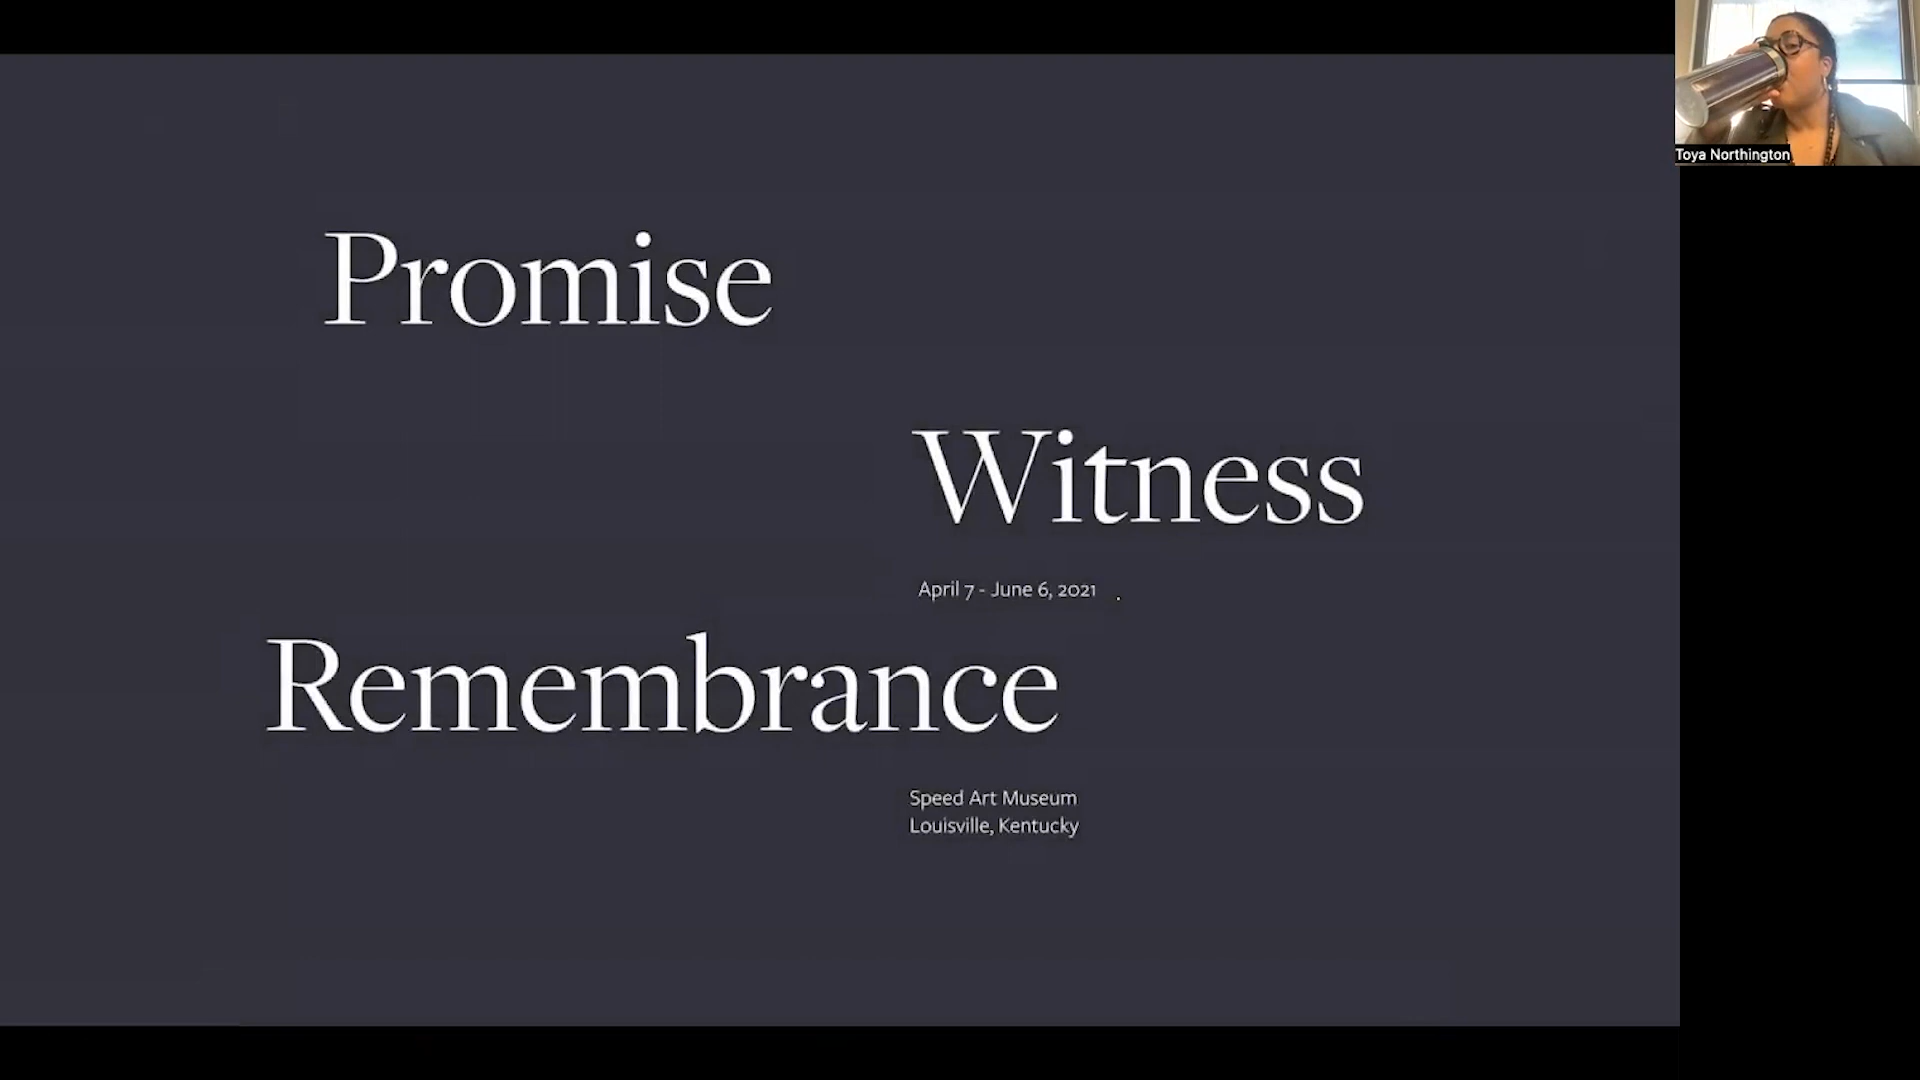 Toya Northington
Promise
Witness
April 7 - June 6, 2021
Remembrance
Speed Art Museum
Louisville, Kentucky